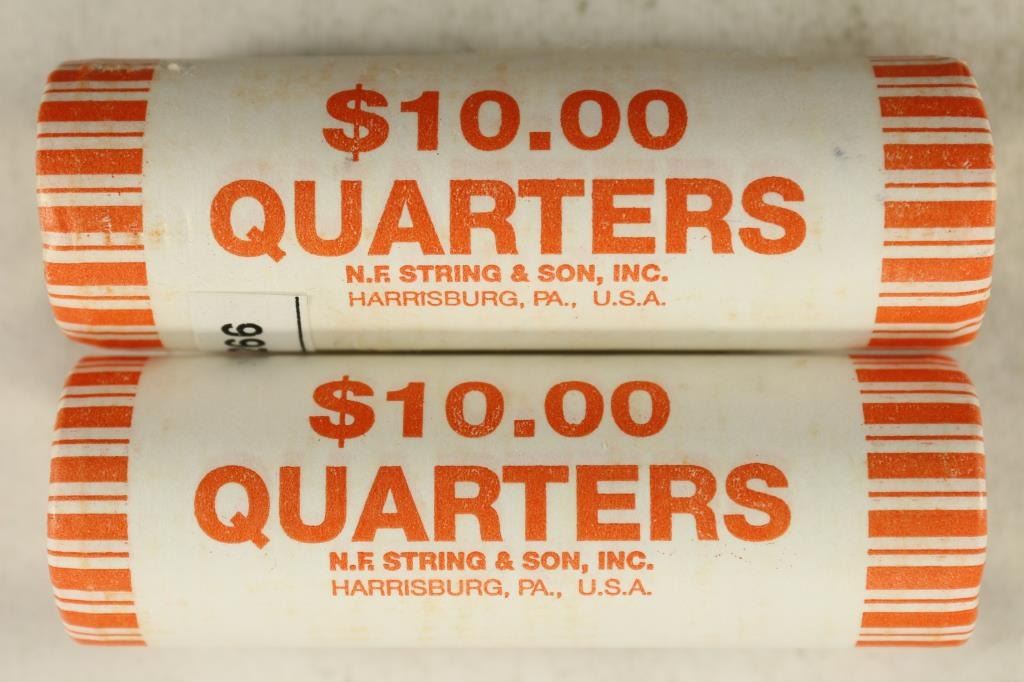 $10.00
QUARTERS
N.F. STRING & SON, INC.
HARRISBURG, PA., U.S.A.
$10.00
QUARTERS
N.F. STRING & SON, INC.
HARRISBURG, PA., U.S.A.